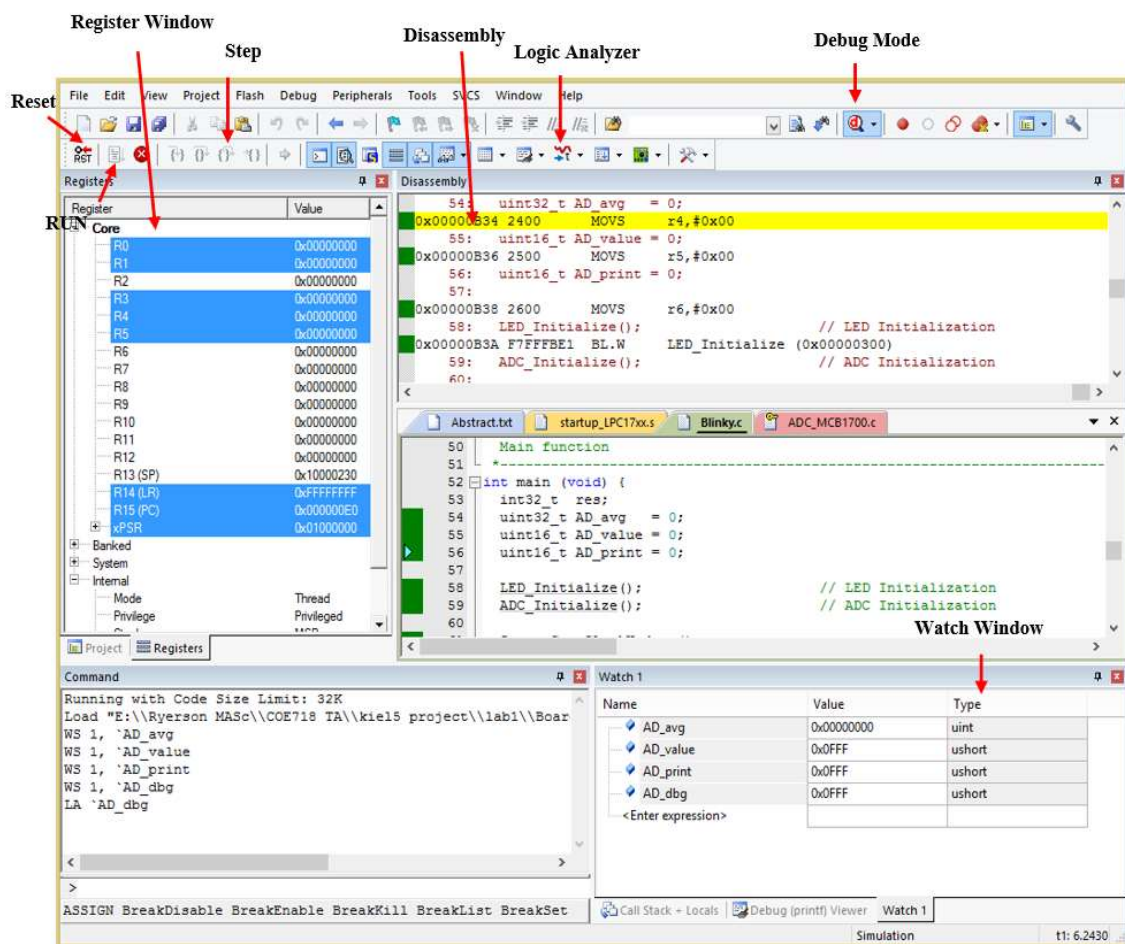 Register Window
Step
Disassembly
Logic Analyzer
Debug Mode
Reset
File Edit View Project Flash Debug Peripherals Tools SVCS Window Help
RST
RUN
Registers
Register Value
Core
R0 0x00000000
R1 0x00000000
R2 0x00000000
R3 0x00000000
R4 0x00000000
R5 0x00000000
R6 0x00000000
R7 0x00000000
R8 0x00000000
R9 0x00000000
R10 0x00000000
R11 0x00000000
R12 0x00000000
R13 (SP) 0x10000230
R14 (LR) 0xFFFFFFFF
R15 (PC) 0x000000E0
xPSR 0x01000000
Banked
System
Internal
Mode Thread
Privilege Privileged
Project Registers
Disassembly
54: uint32_t AD_avg = 0;
0x00000B34 2400 MOVS r4,#0x00
55: uint16_t AD_value = 0;
0x00000B36 2500 MOVS r5,#0x00
56: uint16_t AD_print = 0;
57:
0x00000B38 2600 MOVS r6,#0x00
58: LED_Initialize(); // LED Initialization
0x00000B3A F7FFFBE1 BL.W LED_Initialize (0x00000300)
59: ADC_Initialize(); // ADC Initialization
60:
Abstract.txt startup_LPC17xx.s Blinky.c ADC_MCB1700.c
50 Main function
51 *----------------------------------------------------------------------------
52 int main (void) {
53 int32_t res;
54 uint32_t AD_avg = 0;
55 uint16_t AD_value = 0;
56 uint16_t AD_print = 0;
57
58 LED_Initialize(); // LED Initialization
59 ADC_Initialize(); // ADC Initialization
60
Watch Window
Command
Running with Code Size Limit: 32K
Load "E:\\Ryerson MASc\\COE718 TA\\kiel5 project\\lab1\\Boar
WS 1, `AD_avg
WS 1, `AD_value
WS 1, `AD_print
WS 1, `AD_dbg
LA `AD_dbg
>
ASSIGN BreakDisable BreakEnable BreakKill BreakList BreakSet
Watch 1
Name Value Type
AD_avg 0x00000000 uint
AD_value 0x0FFF ushort
AD_print 0x0FFF ushort
AD_dbg 0x0FFF ushort
<Enter expression>
Call Stack + Locals Debug (printf) Viewer Watch 1
Simulation t1: 6.2430